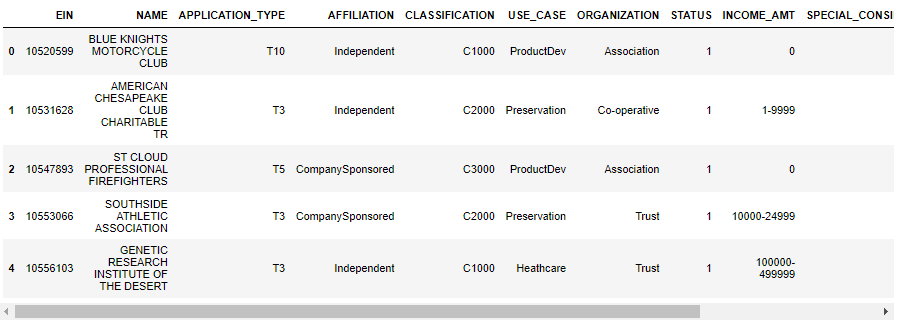 EIN NAME APPLICATION_TYPE AFFILIATION CLASSIFICATION USE_CASE ORGANIZATION STATUS INCOME_AMT SPECIAL_CONSI
0 10520599 BLUE KNIGHTS MOTORCYCLE CLUB T10 Independent C1000 ProductDev Association 1 0
1 10531628 AMERICAN CHESAPEAKE CLUB CHARITABLE TR T3 Independent C2000 Preservation Co-operative 1 1-9999
2 10547893 ST CLOUD PROFESSIONAL FIREFIGHTERS T5 CompanySponsored C3000 ProductDev Association 1 0
3 10553066 SOUTHSIDE ATHLETIC ASSOCIATION T3 CompanySponsored C2000 Preservation Trust 1 10000-24999
4 10556103 GENETIC RESEARCH INSTITUTE OF THE DESERT T3 Independent C1000 Heathcare Trust 1 100000-499999